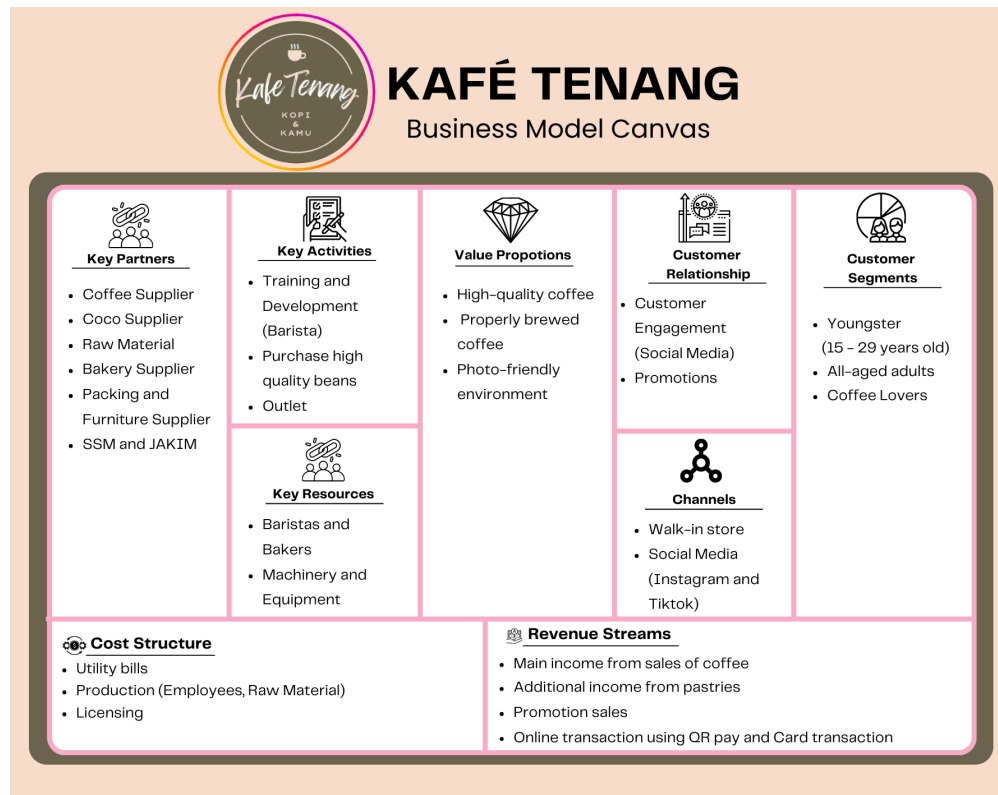 Kafe Tenang
KOPI
&
KAMU
KAFÉ TENANG
Business Model Canvas
Key Partners
• Coffee Supplier
• Coco Supplier
• Raw Material
• Bakery Supplier
• Packing and
Furniture Supplier
• SSM and JAKIM
Key Activities
• Training and
Development
(Barista)
• Purchase high
quality beans
• Outlet
Key Resources
• Baristas and
Bakers
• Machinery and
Equipment
Value Propotions
• High-quality coffee
• Properly brewed
coffee
• Photo-friendly
environment
Customer
Relationship
• Customer
Engagement
(Social Media)
• Promotions
Channels
• Walk-in store
• Social Media
(Instagram and
Tiktok)
Customer
Segments
• Youngster
(15 - 29 years old)
• All-aged adults
• Coffee Lovers
Cost Structure
• Utility bills
• Production (Employees, Raw Material)
• Licensing
Revenue Streams
• Main income from sales of coffee
• Additional income from pastries
• Promotion sales
• Online transaction using QR pay and Card transaction